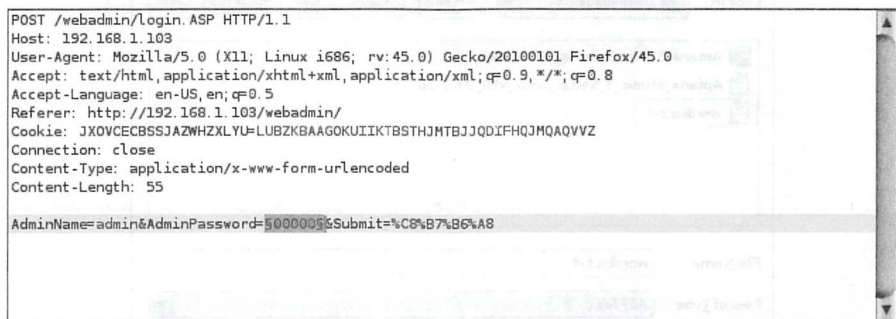 POST /webadmin/login.ASP HTTP/1.1
Host: 192.168.1.103
User-Agent: Mozilla/5.0 (X11; Linux i686; rv:45.0) Gecko/20100101 Firefox/45.0
Accept: text/html,application/xhtml+xml,application/xml;q=0.9,*/*;q=0.8
Accept-Language: en-US,en;q=0.5
Referer: http://192.168.1.103/webadmin/
Cookie: JXOVCECBSSJAZWHZXLYU=LUBZKBAAGOKUIIKTBSTHJMTBJJQDIFHQJMQAQVVZ
Connection: close
Content-Type: application/x-www-form-urlencoded
Content-Length: 55
AdminName=admin&AdminPassword=§00000§&Submit=%C8%B7%B6%A8